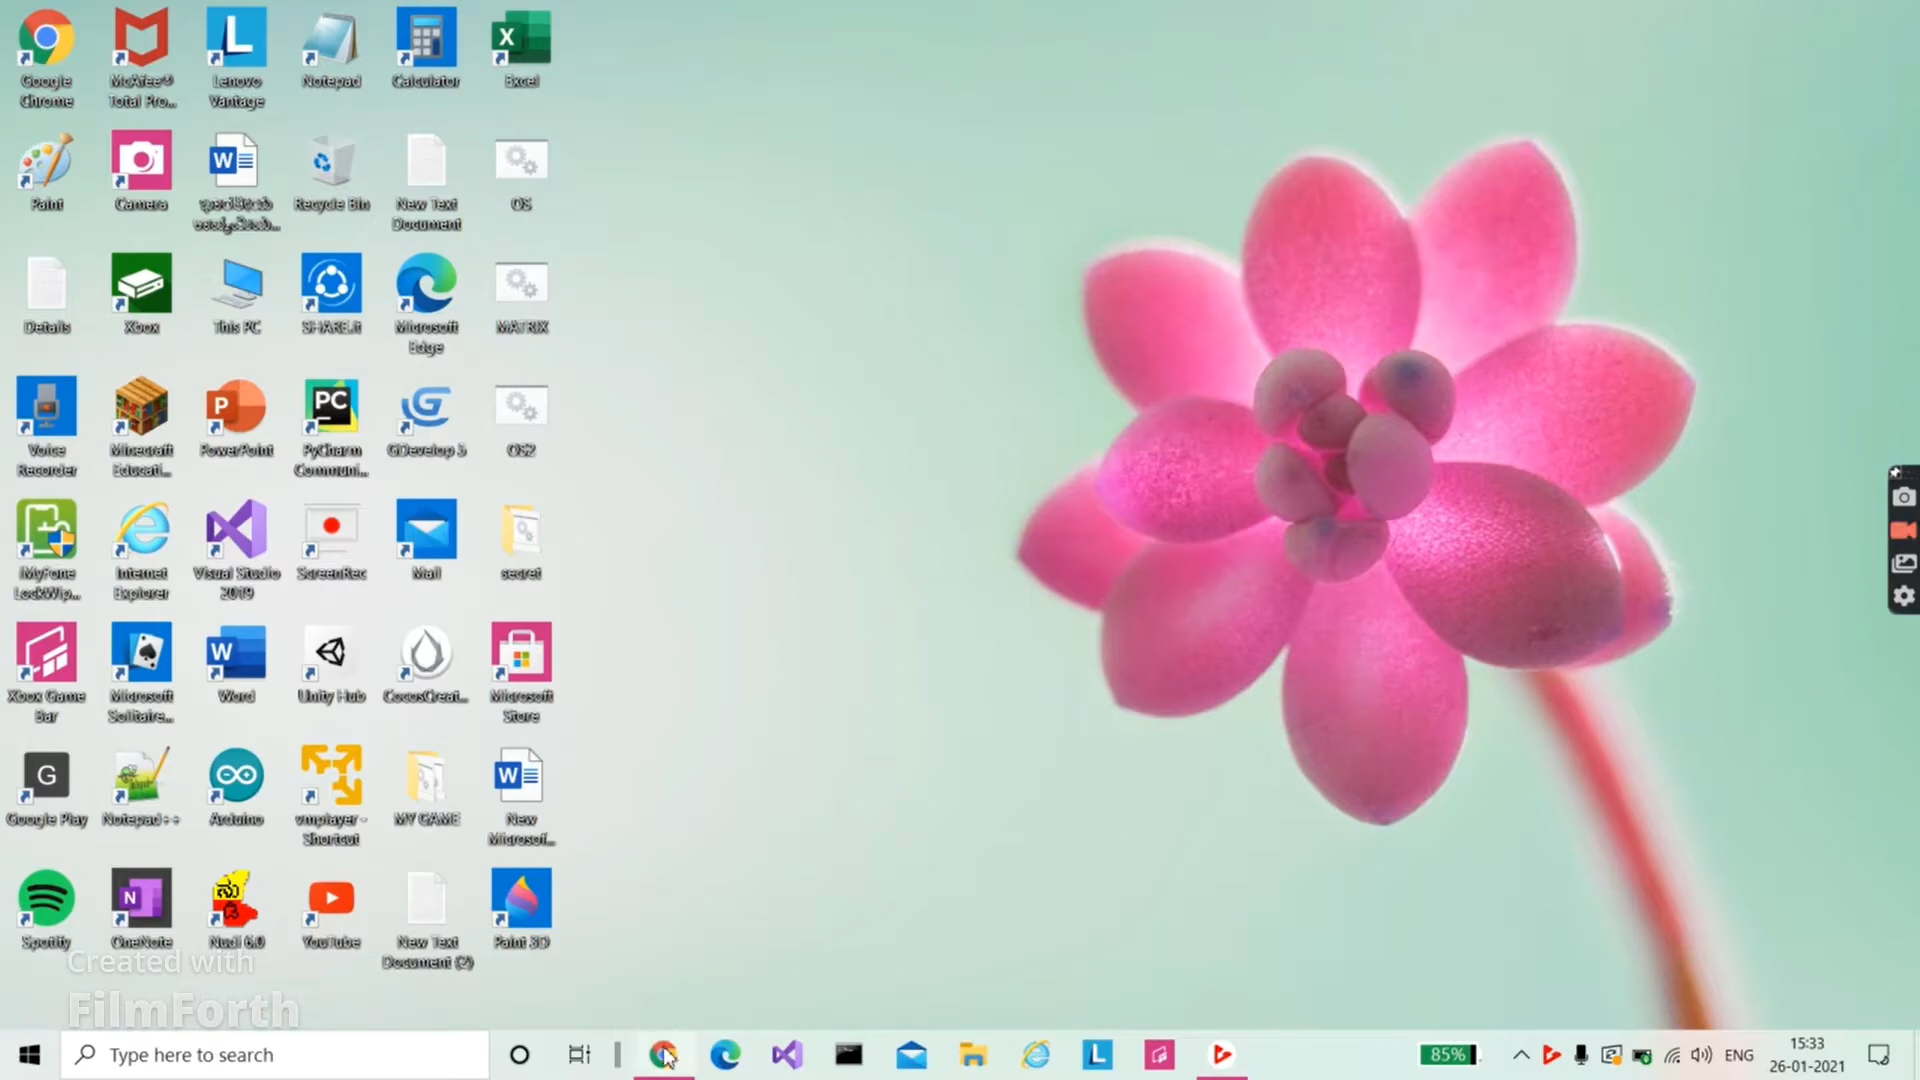 Google
Chrome
McAfee®
Total Pro...
Lenovo
Vantage
Notepad
Calculator
Excel
Paint
Camera
Recycle Bin
New Text
Document
OS
Details
Xbox
This PC
SHAREit
Microsoft
Edge
MATRIX
Voice
Recorder
Minecraft
Educati...
PowerPoint
PyCharm
Communi...
GDevelop 5
OS2
iMyFone
LockWip...
Internet
Explorer
Visual Studio
2019
ScreenRec
Mail
secret
Xbox Game
Bar
Microsoft
Solitaire...
Word
Unity Hub
CocosCreat...
Microsoft
Store
Google Play
Notepad++
Arduino
vmplayer -
Shortcut
MY GAME
New
Microsof...
Spotify
OneNote
Nudi 6.0
YouTube
New Text
Document (2)
Paint 3D
Created with
FilmForth
Type here to search
85%
ENG
15:33
26-01-2021